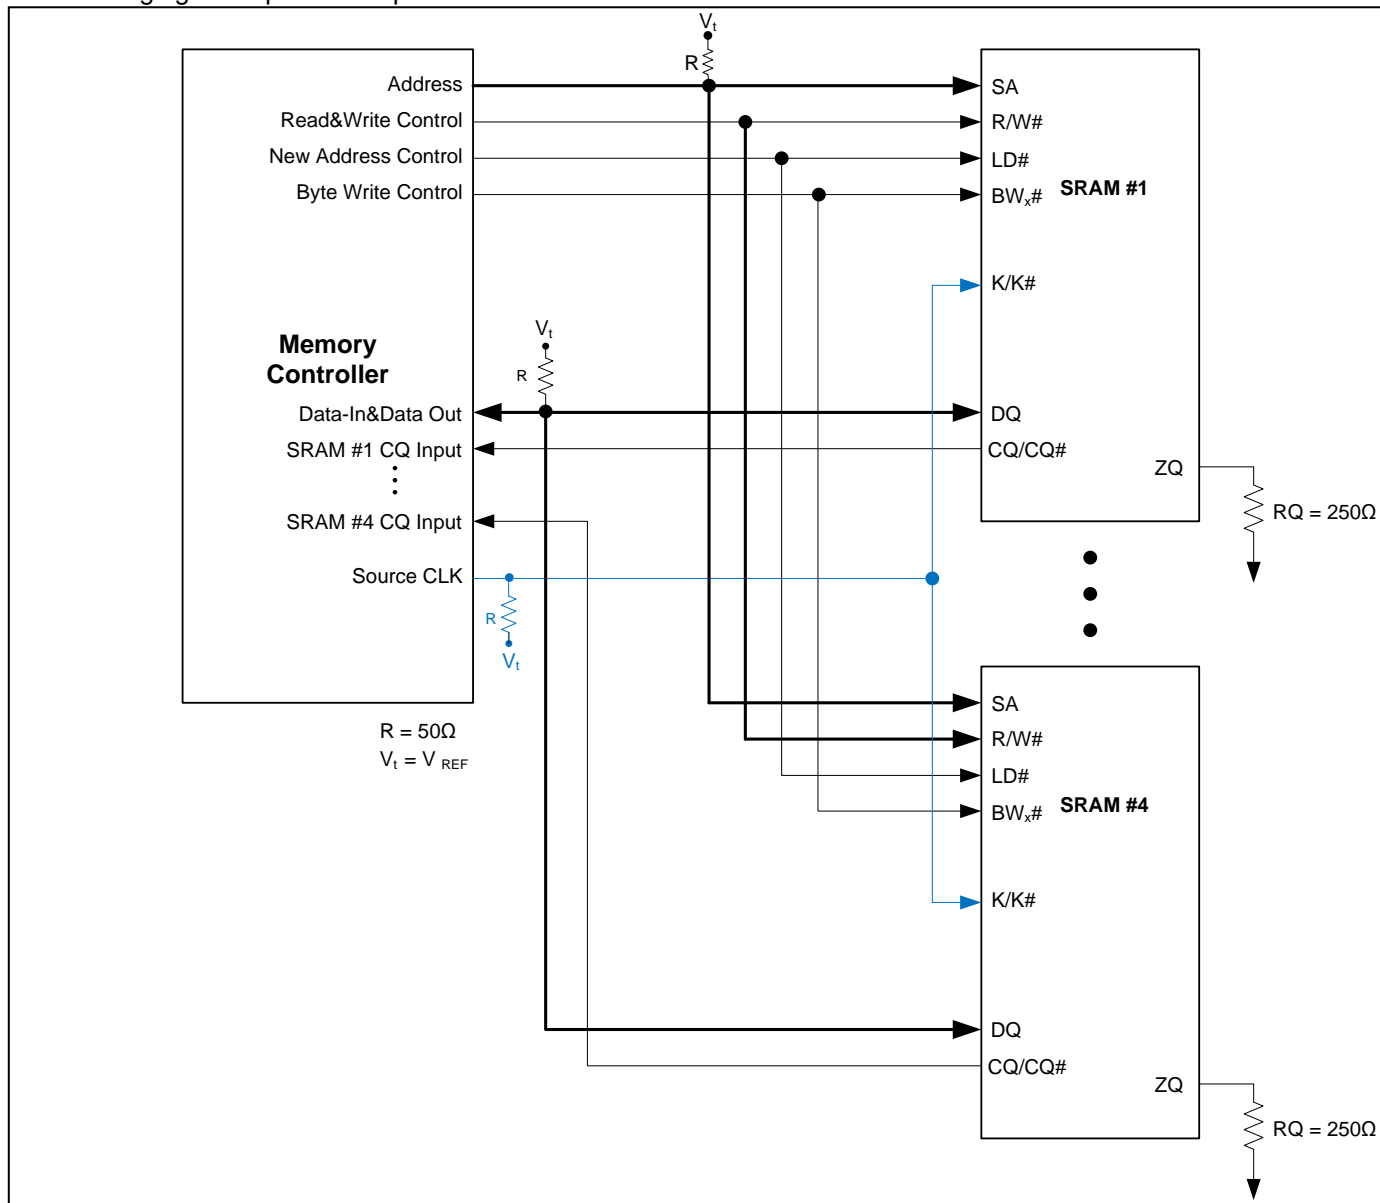 Vt
R
Address
Read&Write Control
New Address Control
Byte Write Control
SA
R/W#
LD#
BWx#
SRAM #1
K/K#
Memory
Controller
Vt
R
Data-In&Data Out
SRAM #1 CQ Input
SRAM #4 CQ Input
Source CLK
DQ
CQ/CQ#
ZQ
RQ = 250Ω
R
Vt
R = 50Ω
Vt = V REF
SA
R/W#
LD#
BWx#
SRAM #4
K/K#
DQ
CQ/CQ#
ZQ
RQ = 250Ω